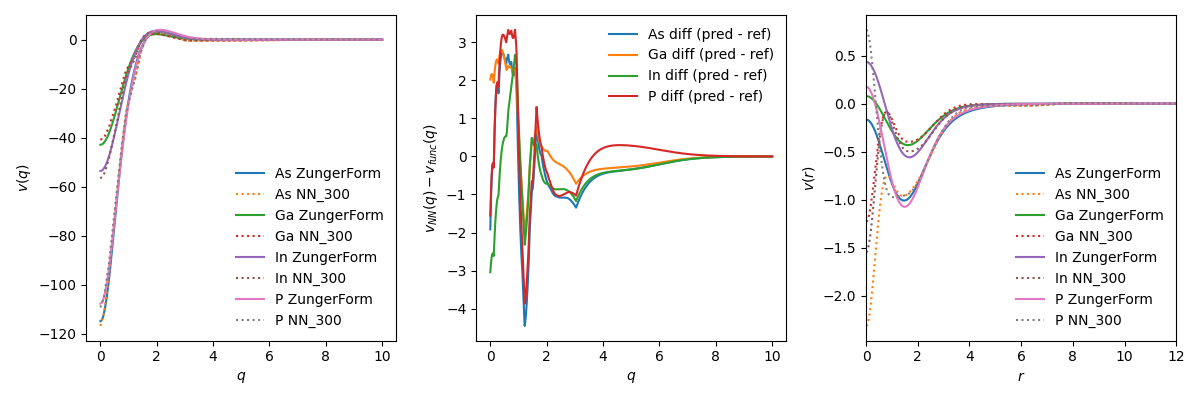 v(q)
0
−20
−40
−60
−80
−100
−120
0
2
4
6
8
10
q
As ZungerForm
As NN_300
Ga ZungerForm
Ga NN_300
In ZungerForm
In NN_300
P ZungerForm
P NN_300
v_NN(q) − v_func(q)
3
2
1
0
−1
−2
−3
−4
0
2
4
6
8
10
q
As diff (pred - ref)
Ga diff (pred - ref)
In diff (pred - ref)
P diff (pred - ref)
v(r)
0.5
0.0
−0.5
−1.0
−1.5
−2.0
0
2
4
6
8
10
12
r
As ZungerForm
As NN_300
Ga ZungerForm
Ga NN_300
In ZungerForm
In NN_300
P ZungerForm
P NN_300